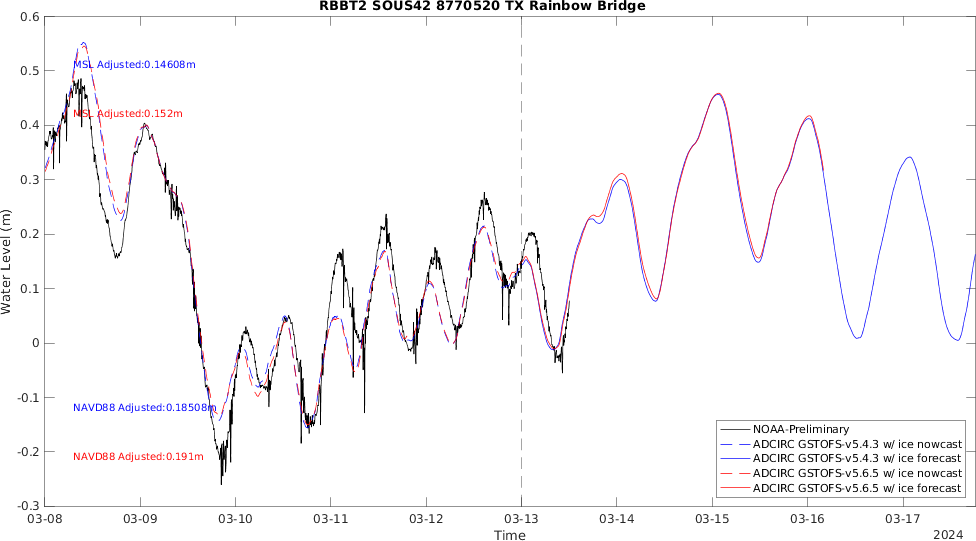 RBBT2 SOUS42 8770520 TX Rainbow Bridge
0.6
0.5
0.4
0.3
0.2
0.1
0
-0.1
-0.2
-0.3
Water Level (m)
MSL Adjusted:0.14608m
MSL Adjusted:0.152m
NAVD88 Adjusted:0.18508m
NAVD88 Adjusted:0.191m
NOAA-Preliminary
ADCIRC GSTOFS-v5.4.3 w/ ice nowcast
ADCIRC GSTOFS-v5.4.3 w/ ice forecast
ADCIRC GSTOFS-v5.6.5 w/ ice nowcast
ADCIRC GSTOFS-v5.6.5 w/ ice forecast
03-08 03-09 03-10 03-11 03-12 03-13 03-14 03-15 03-16 03-17
Time
2024